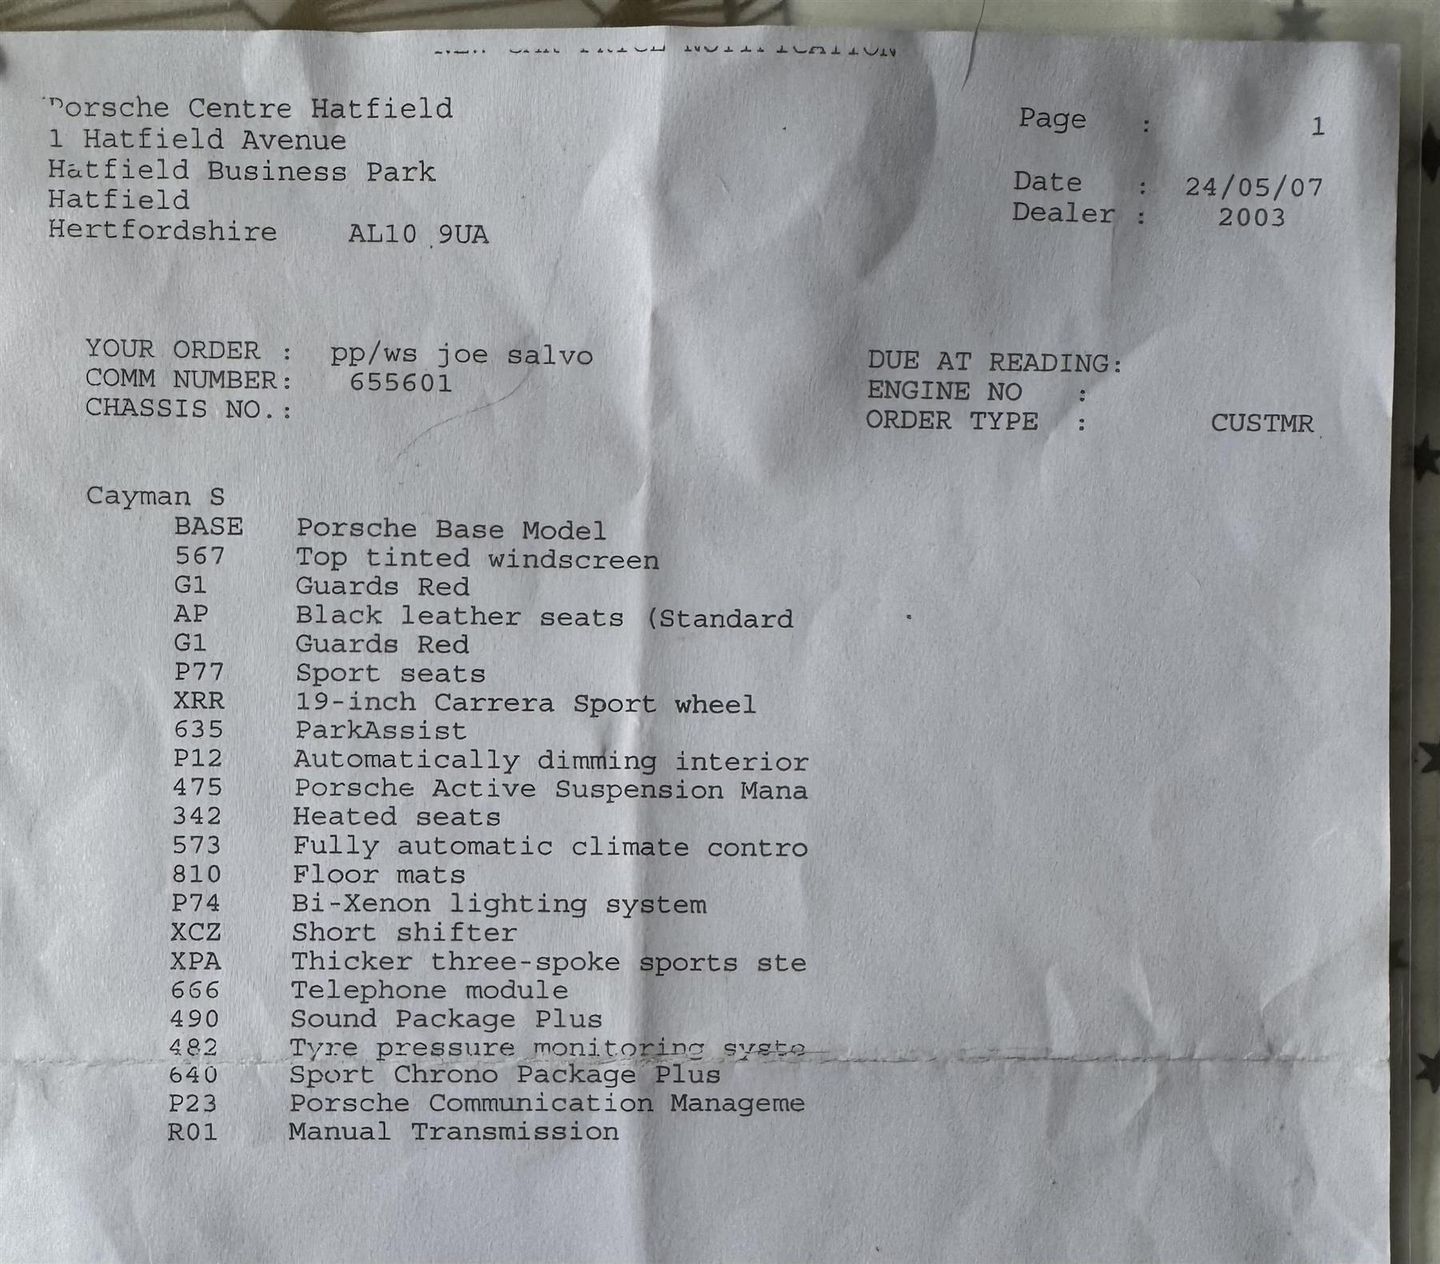 NEW CAR PRICE NOTIFICATION
Porsche Centre Hatfield
1 Hatfield Avenue
Hatfield Business Park
Hatfield
Hertfordshire AL10 9UA
Page : 1
Date : 24/05/07
Dealer : 2003
YOUR ORDER : pp/ws joe salvo
COMM NUMBER: 655601
CHASSIS NO.:
DUE AT READING:
ENGINE NO :
ORDER TYPE : CUSTMR
Cayman S
BASE Porsche Base Model
567 Top tinted windscreen
G1 Guards Red
AP Black leather seats (Standard
G1 Guards Red
P77 Sport seats
XRR 19-inch Carrera Sport wheel
635 ParkAssist
P12 Automatically dimming interior
475 Porsche Active Suspension Mana
342 Heated seats
573 Fully automatic climate contro
810 Floor mats
P74 Bi-Xenon lighting system
XCZ Short shifter
XPA Thicker three-spoke sports ste
666 Telephone module
490 Sound Package Plus
482 Tyre pressure monitoring syste
640 Sport Chrono Package Plus
P23 Porsche Communication Manageme
R01 Manual Transmission